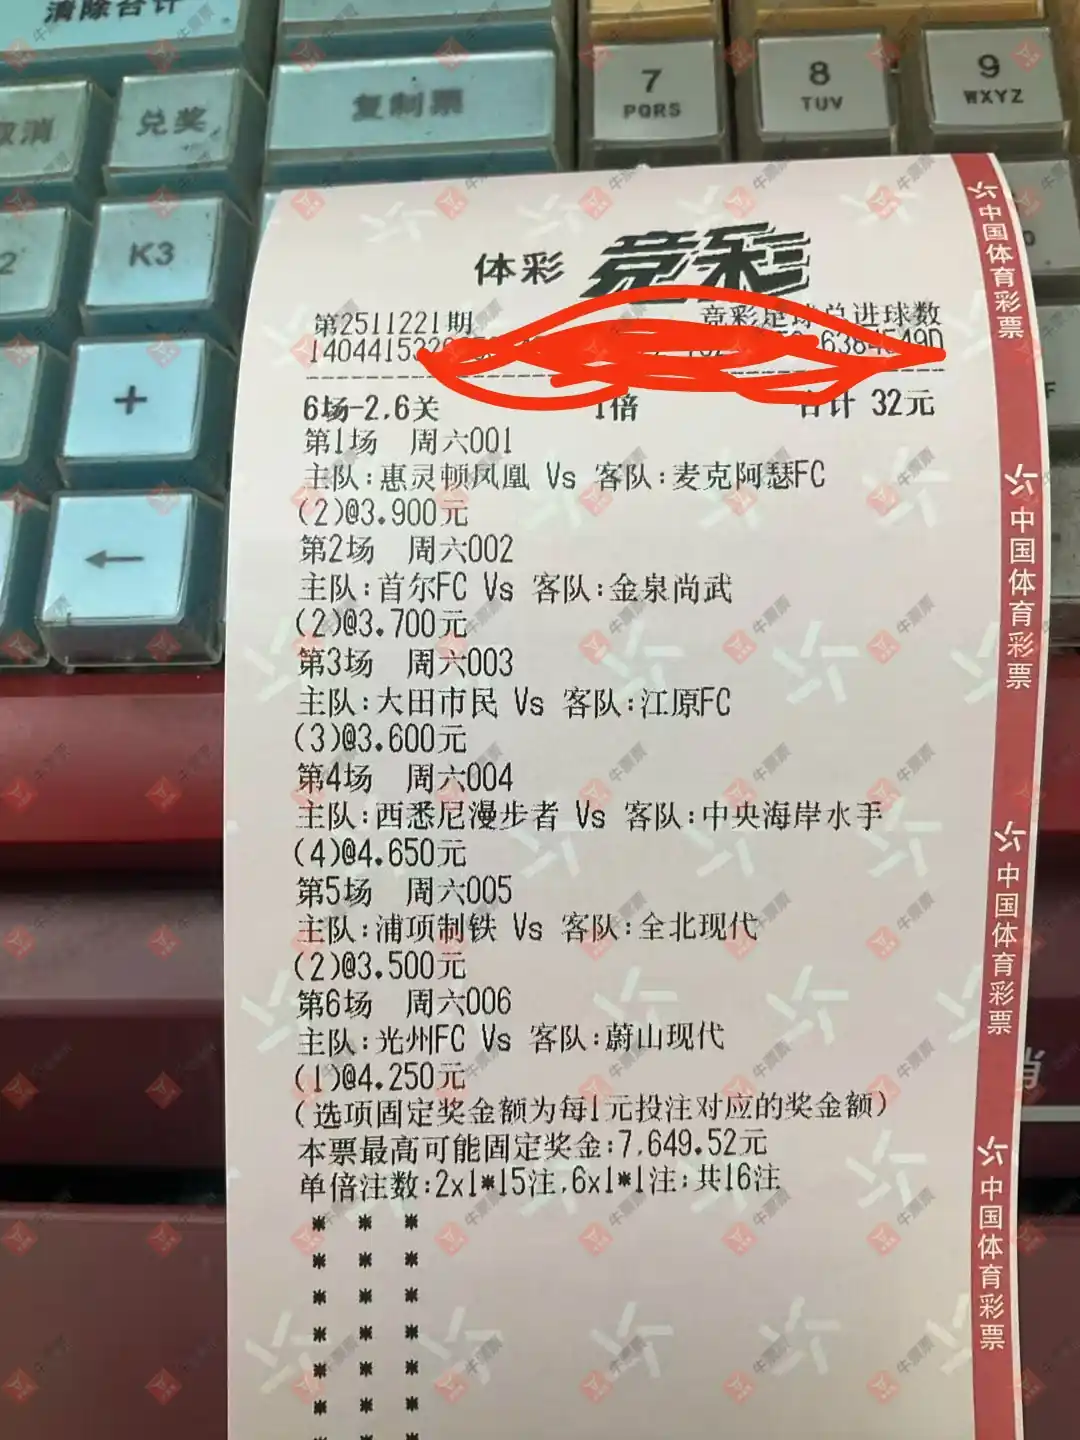 清除合计
取消
兑奖
复制票
7
PQRS
8
TUV
9
WXYZ
2
K3
+
←
体彩 竞彩
第2511221期
竞彩足球总进球数
6场-2.6关 1倍 合计 32元
第1场 周六001
主队:惠灵顿凤凰 Vs 客队:麦克阿瑟FC
(2)@3.900元
第2场 周六002
主队:首尔FC Vs 客队:金泉尚武
(2)@3.700元
第3场 周六003
主队:大田市民 Vs 客队:江原FC
(3)@3.600元
第4场 周六004
主队:西悉尼漫步者 Vs 客队:中央海岸水手
(4)@4.650元
第5场 周六005
主队:浦项制铁 Vs 客队:全北现代
(2)@3.500元
第6场 周六006
主队:光州FC Vs 客队:蔚山现代
(1)@4.250元
(选项固定奖金额为每1元投注对应的奖金额)
本票最高可能固定奖金:7,649.52元
单倍注数:2x1*15注,6x1*1注;共16注
* * *
* * *
* * *
* * *
* * *
* * *
* * *
中国体育彩票
中国体育彩票
中国体育彩票
中国体育彩票
牛票票